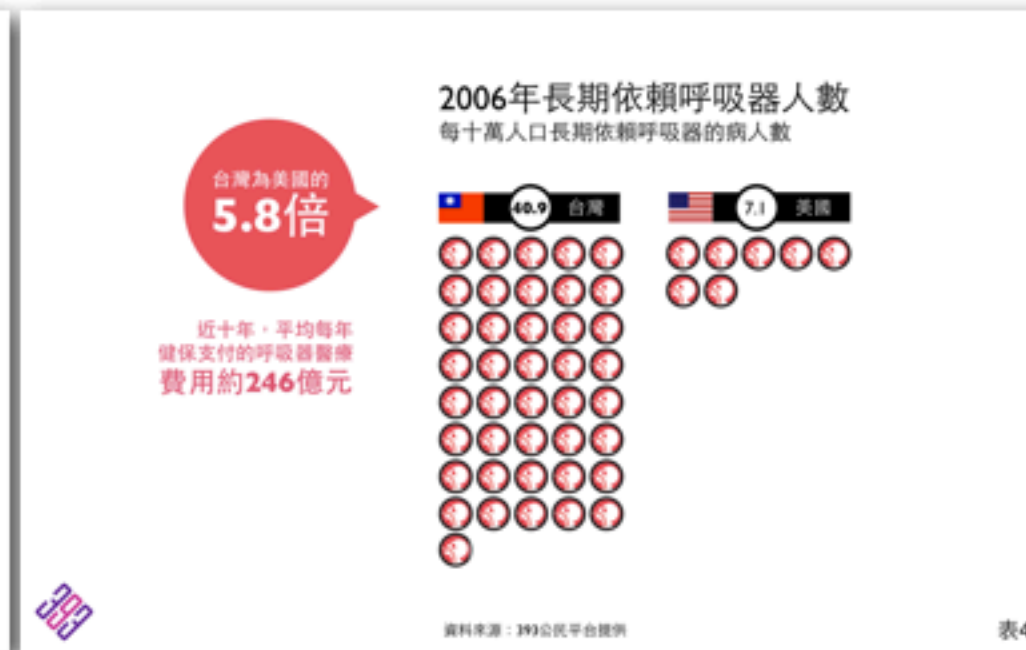 2006年長期依賴呼吸器人數
每十萬人口長期依賴呼吸器的病人數
台灣為美國的
5.8倍
40.9 台灣
7.1 美國
近十年，平均每年
健保支付的呼吸器醫療
費用約246億元
393
資料來源：393公民平台提供
表4